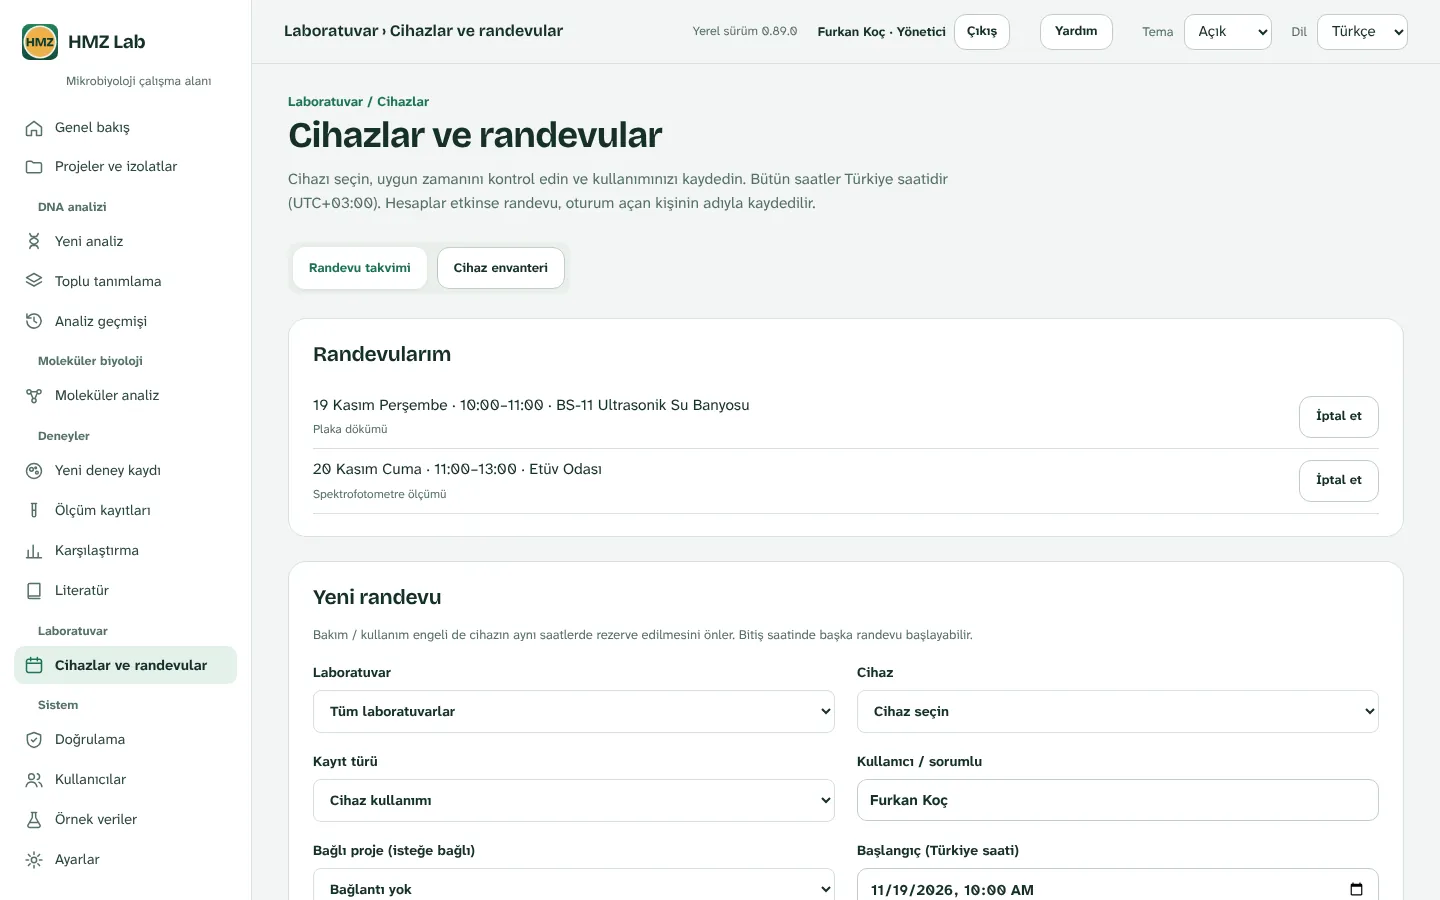 HMZ
HMZ Lab
Mikrobiyoloji çalışma alanı
Genel bakış
Projeler ve izolatlar
DNA analizi
Yeni analiz
Toplu tanımlama
Analiz geçmişi
Moleküler biyoloji
Moleküler analiz
Deneyler
Yeni deney kaydı
Ölçüm kayıtları
Karşılaştırma
Literatür
Laboratuvar
Cihazlar ve randevular
Sistem
Doğrulama
Kullanıcılar
Örnek veriler
Ayarlar
Laboratuvar › Cihazlar ve randevular
Yerel sürüm 0.89.0
Furkan Koç · Yönetici
Çıkış
Yardım
Tema
Açık
Dil
Türkçe
Laboratuvar / Cihazlar
Cihazlar ve randevular
Cihazı seçin, uygun zamanını kontrol edin ve kullanımınızı kaydedin. Bütün saatler Türkiye saatidir
(UTC+03:00). Hesaplar etkinse randevu, oturum açan kişinin adıyla kaydedilir.
Randevu takvimi
Cihaz envanteri
Randevularım
19 Kasım Perşembe · 10:00–11:00 · BS-11 Ultrasonik Su Banyosu
Plaka dökümü
İptal et
20 Kasım Cuma · 11:00–13:00 · Etüv Odası
Spektrofotometre ölçümü
İptal et
Yeni randevu
Bakım / kullanım engeli de cihazın aynı saatlerde rezerve edilmesini önler. Bitiş saatinde başka randevu başlayabilir.
Laboratuvar
Cihaz
Tüm laboratuvarlar
Cihaz seçin
Kayıt türü
Kullanıcı / sorumlu
Cihaz kullanımı
Furkan Koç
Bağlı proje (isteğe bağlı)
Başlangıç (Türkiye saati)
Bağlantı yok
11/19/2026, 10:00 AM